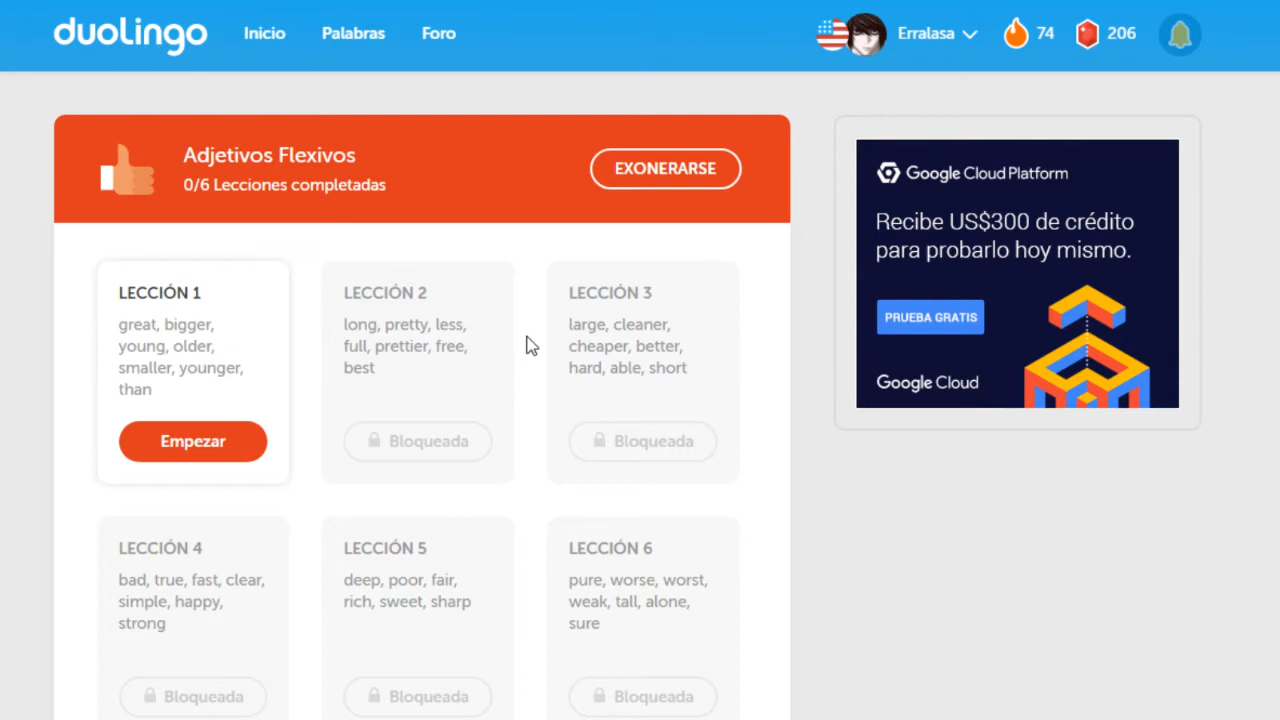 duolingo
Inicio
Palabras
Foro
Erralasa
74
206
Adjetivos Flexivos
0/6 Lecciones completadas
EXONERARSE
LECCIÓN 1
great, bigger,
young, older,
smaller, younger,
than
Empezar
LECCIÓN 2
long, pretty, less,
full, prettier, free,
best
Bloqueada
LECCIÓN 3
large, cleaner,
cheaper, better,
hard, able, short
Bloqueada
LECCIÓN 4
bad, true, fast, clear,
simple, happy,
strong
Bloqueada
LECCIÓN 5
deep, poor, fair,
rich, sweet, sharp
Bloqueada
LECCIÓN 6
pure, worse, worst,
weak, tall, alone,
sure
Bloqueada
Google Cloud Platform
Recibe US$300 de crédito
para probarlo hoy mismo.
PRUEBA GRATIS
Google Cloud